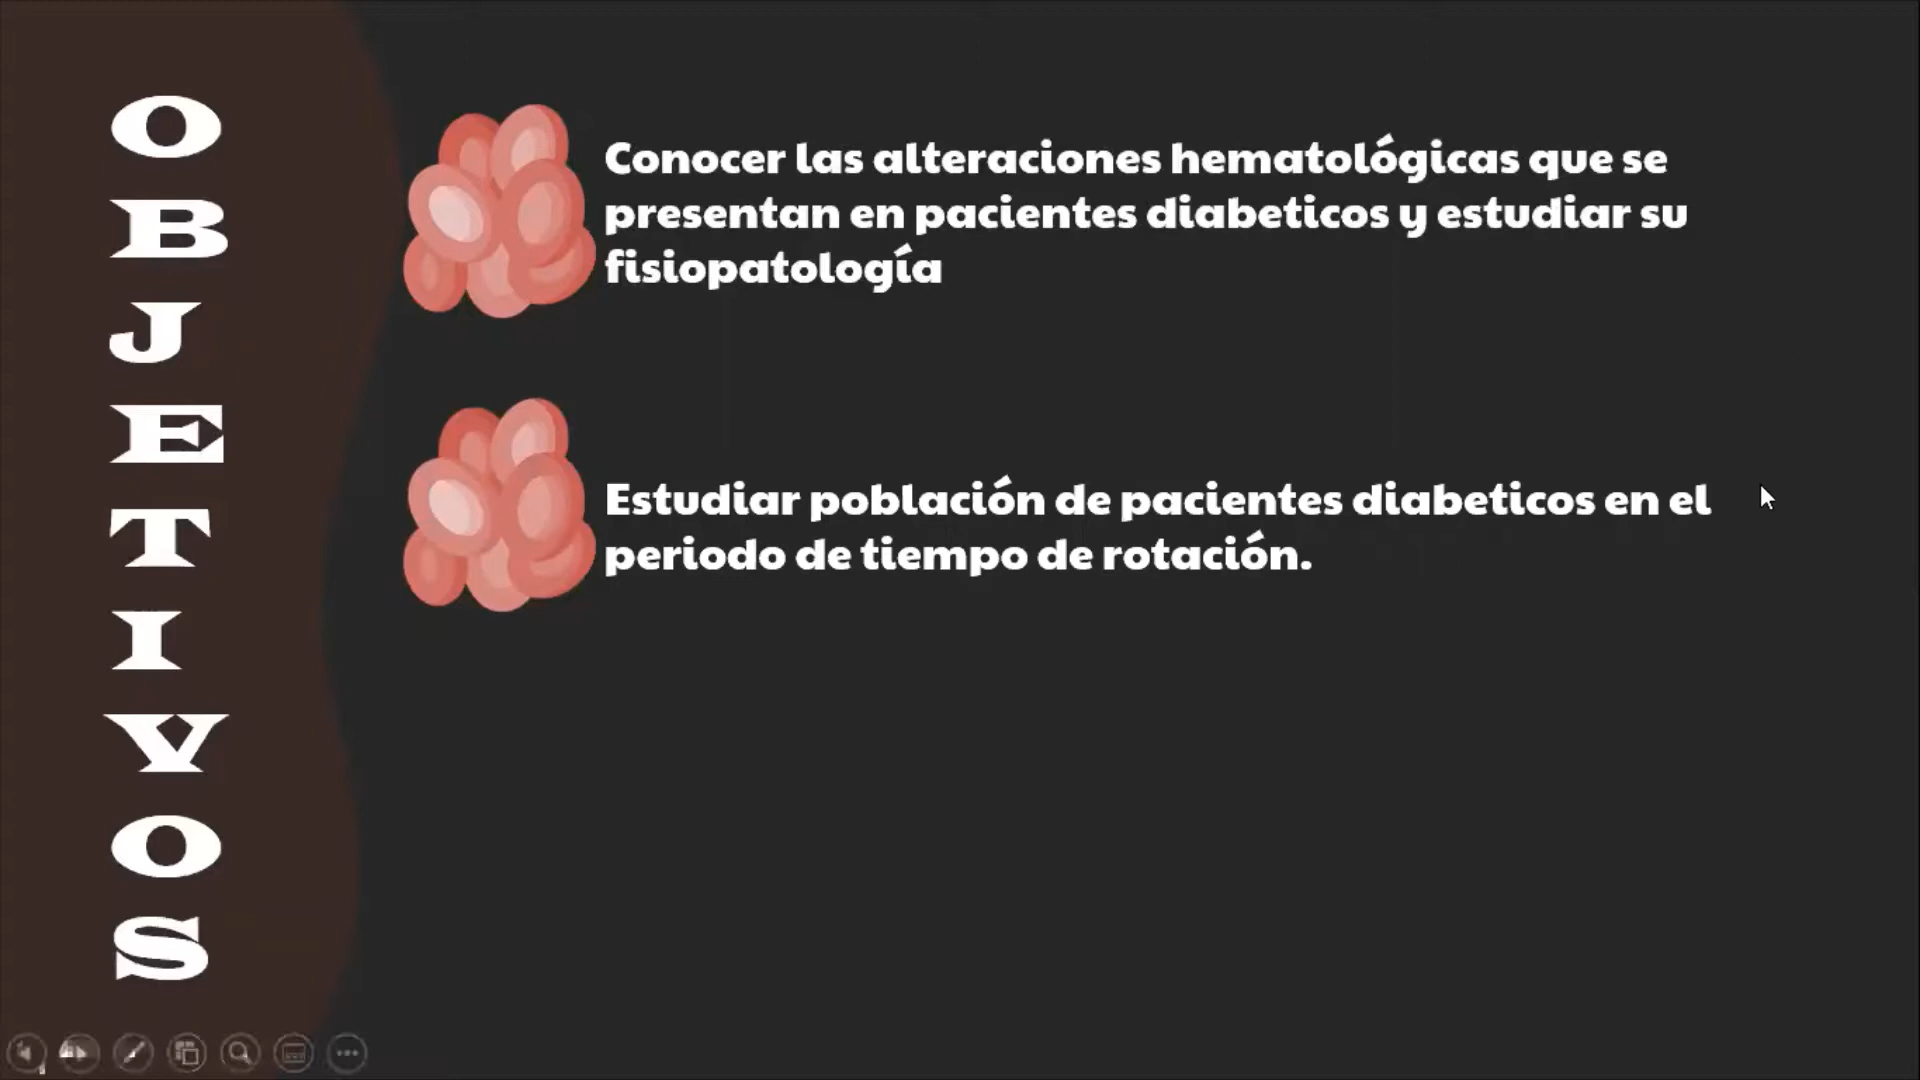 OBJETIVOS
Conocer las alteraciones hematológicas que se
presentan en pacientes diabeticos y estudiar su
fisiopatología
Estudiar población de pacientes diabeticos en el
periodo de tiempo de rotación.